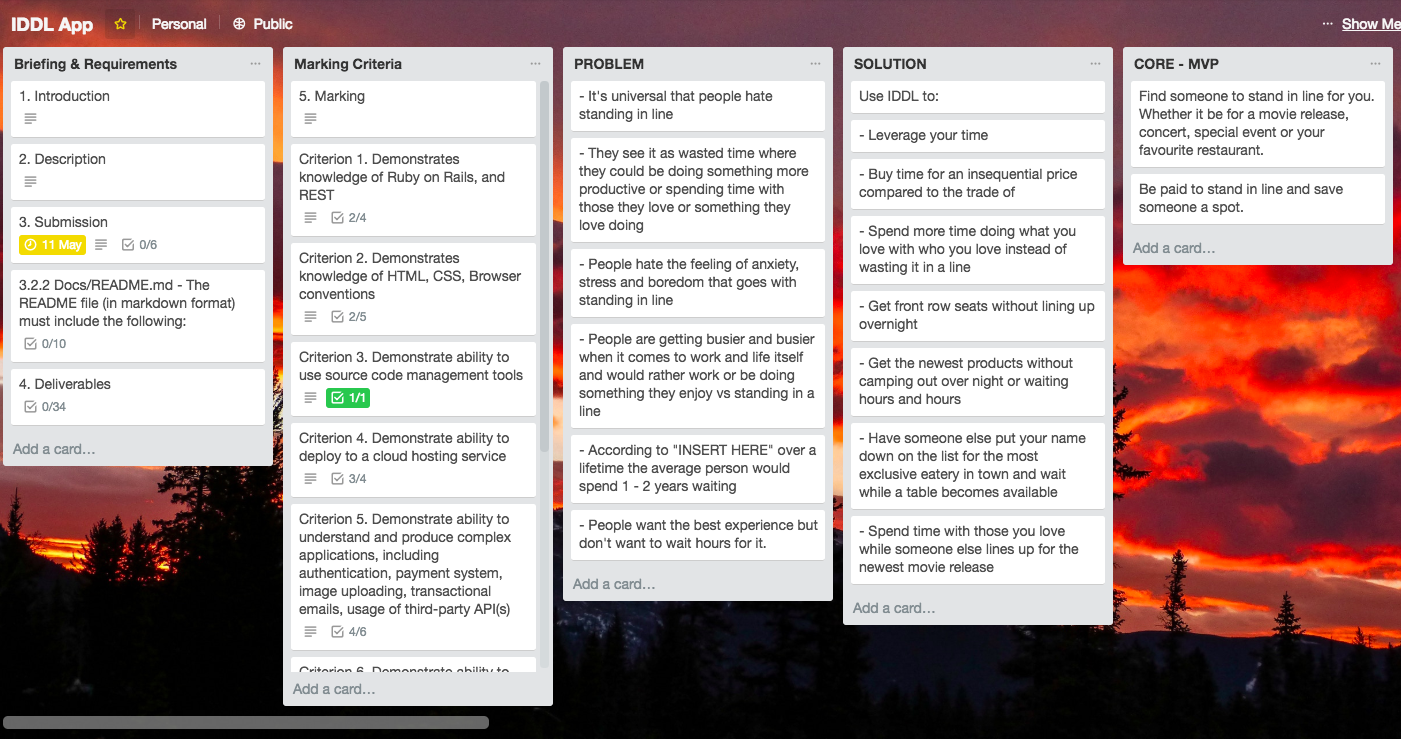 IDDL App
Personal
Public
Show Me
Briefing & Requirements
1. Introduction
2. Description
3. Submission
11 May
0/6
3.2.2 Docs/README.md - The
README file (in markdown format)
must include the following:
0/10
4. Deliverables
0/34
Add a card…
Marking Criteria
5. Marking
Criterion 1. Demonstrates
knowledge of Ruby on Rails, and
REST
2/4
Criterion 2. Demonstrates
knowledge of HTML, CSS, Browser
conventions
2/5
Criterion 3. Demonstrate ability to
use source code management tools
1/1
Criterion 4. Demonstrate ability to
deploy to a cloud hosting service
3/4
Criterion 5. Demonstrate ability to
understand and produce complex
applications, including
authentication, payment system,
image uploading, transactional
emails, usage of third-party API(s)
4/6
Criterion 6. Demonstrate ability to
Add a card…
PROBLEM
- It's universal that people hate
standing in line
- They see it as wasted time where
they could be doing something more
productive or spending time with
those they love or something they
love doing
- People hate the feeling of anxiety,
stress and boredom that goes with
standing in line
- People are getting busier and busier
when it comes to work and life itself
and would rather work or be doing
something they enjoy vs standing in a
line
- According to "INSERT HERE" over a
lifetime the average person would
spend 1 - 2 years waiting
- People want the best experience but
don't want to wait hours for it.
Add a card…
SOLUTION
Use IDDL to:
- Leverage your time
- Buy time for an insequential price
compared to the trade of
- Spend more time doing what you
love with who you love instead of
wasting it in a line
- Get front row seats without lining up
overnight
- Get the newest products without
camping out over night or waiting
hours and hours
- Have someone else put your name
down on the list for the most
exclusive eatery in town and wait
while a table becomes available
- Spend time with those you love
while someone else lines up for the
newest movie release
Add a card…
CORE - MVP
Find someone to stand in line for you.
Whether it be for a movie release,
concert, special event or your
favourite restaurant.
Be paid to stand in line and save
someone a spot.
Add a card…